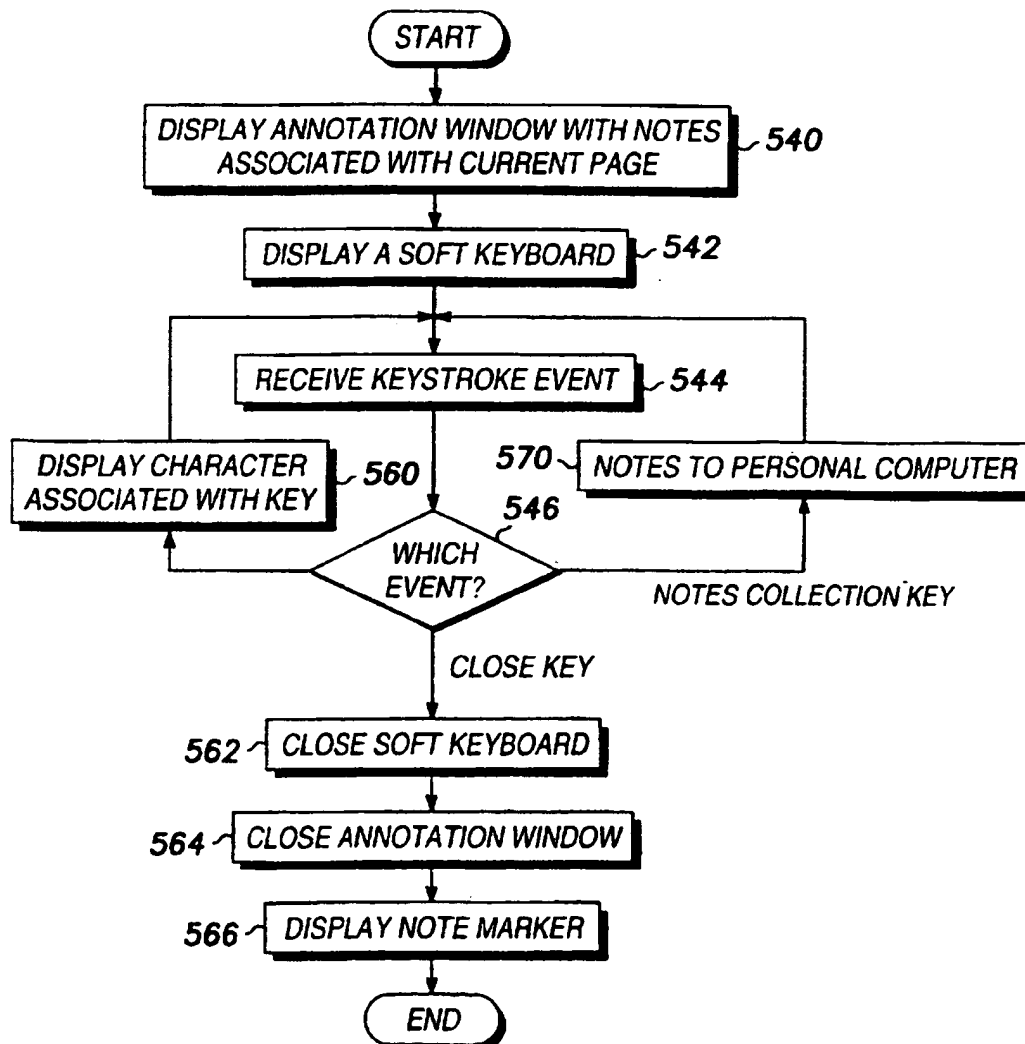 START
DISPLAY ANNOTATION WINDOW WITH NOTES
ASSOCIATED WITH CURRENT PAGE
540
DISPLAY A SOFT KEYBOARD
542
RECEIVE KEYSTROKE EVENT
544
DISPLAY CHARACTER
ASSOCIATED WITH KEY
560
570
NOTES TO PERSONAL COMPUTER
546
WHICH
EVENT?
NOTES COLLECTION KEY
CLOSE KEY
562
CLOSE SOFT KEYBOARD
564
CLOSE ANNOTATION WINDOW
566
DISPLAY NOTE MARKER
END